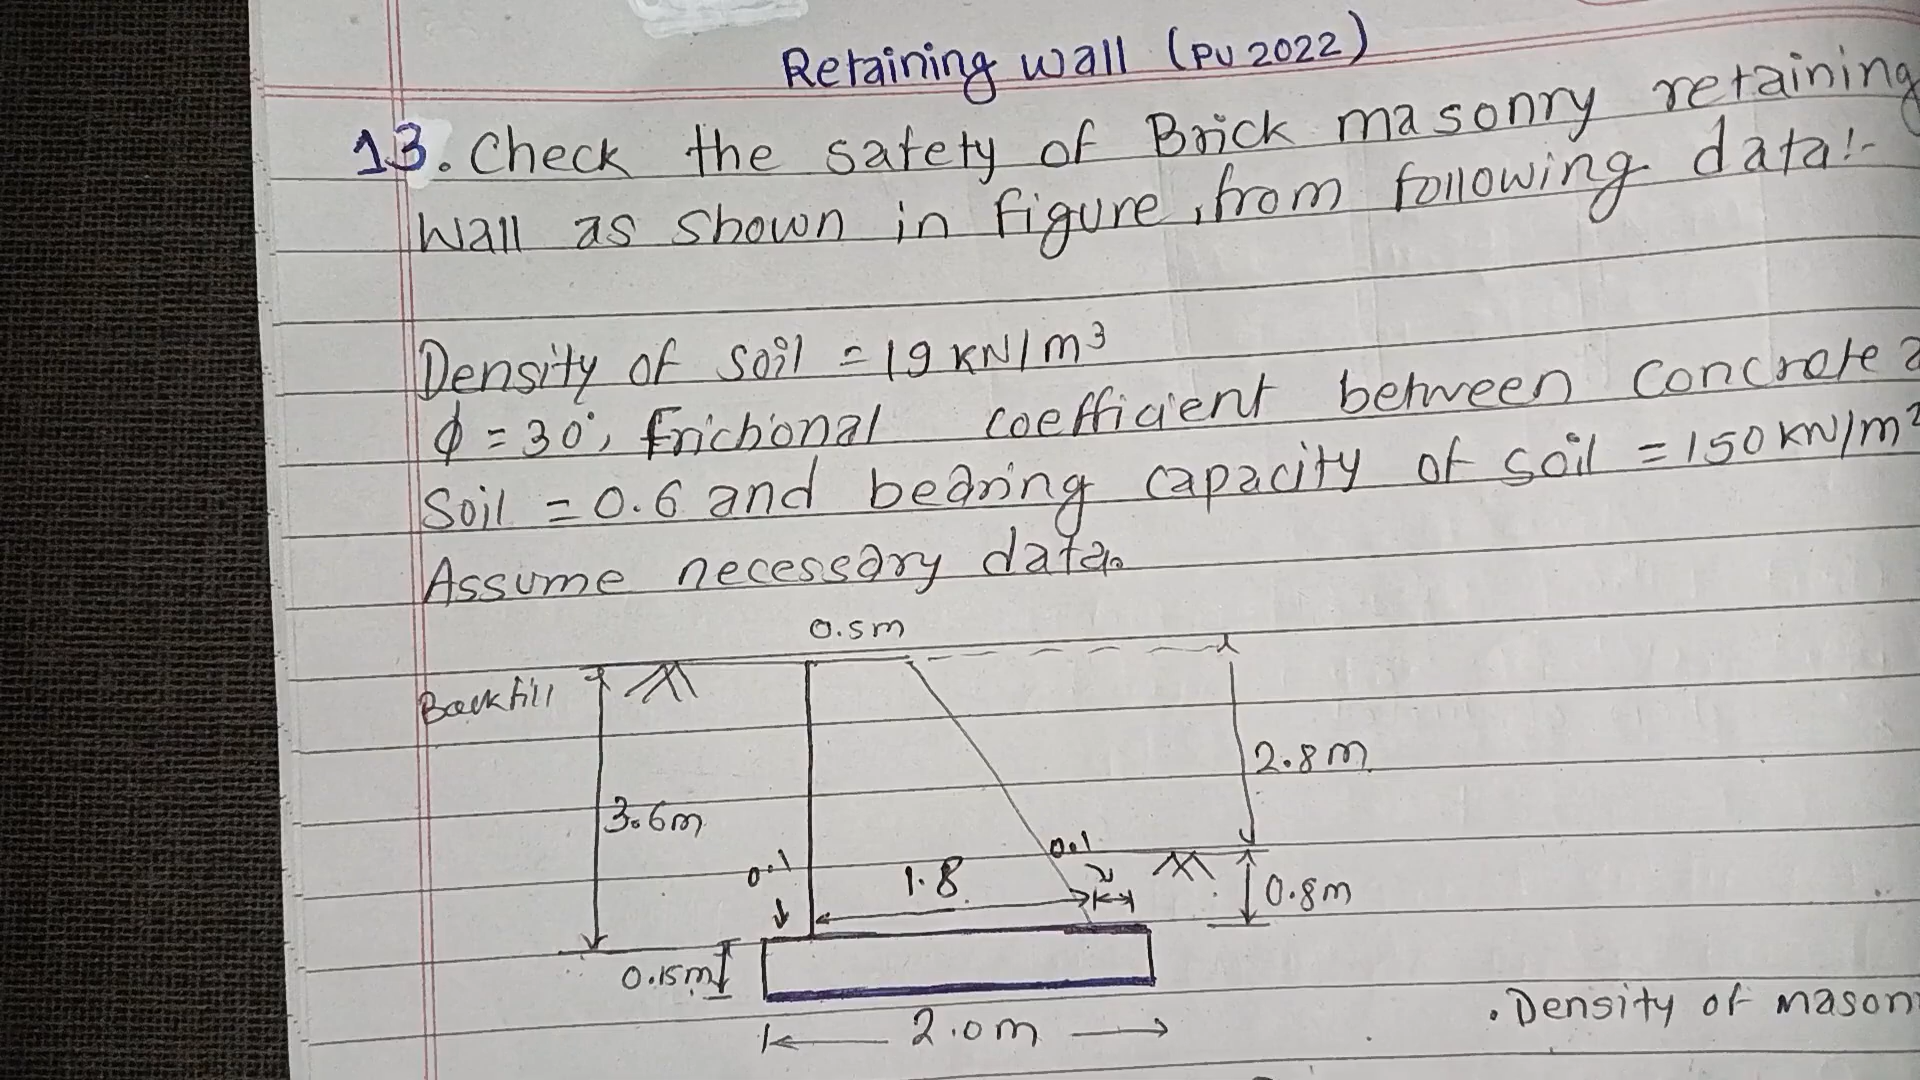 Retaining wall (PU 2022)
13. Check the safety of Brick masonry retaining
Wall as shown in figure, from following data:-
Density of soil = 19 KN/m³
ϕ = 30°, frictional coefficient between concrete &
Soil = 0.6 and bearing capacity of soil = 150 KN/m²
Assume necessary data.
0.5m
Backfill
2.8m
3.6m
0.1
0.1
1.8
0.8m
0.15m
2.0m
. Density of mason